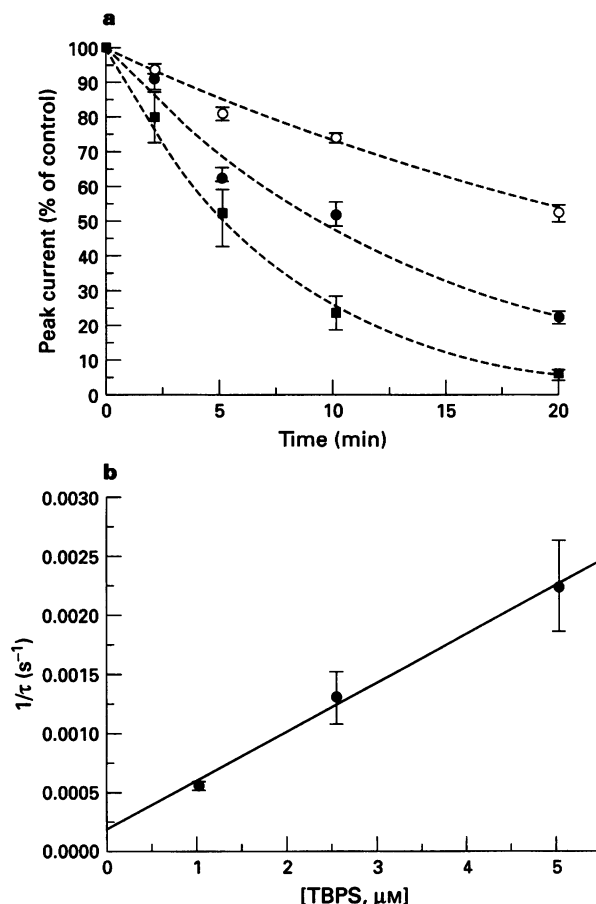 a
100
90
80
70
60
50
40
30
20
10
0
Peak current (% of control)
0 5 10 15 20
Time (min)
b
0.0030
0.0025
0.0020
0.0015
0.0010
0.0005
0.0000
1/τ (s⁻¹)
0 1 2 3 4 5
[TBPS, μM]